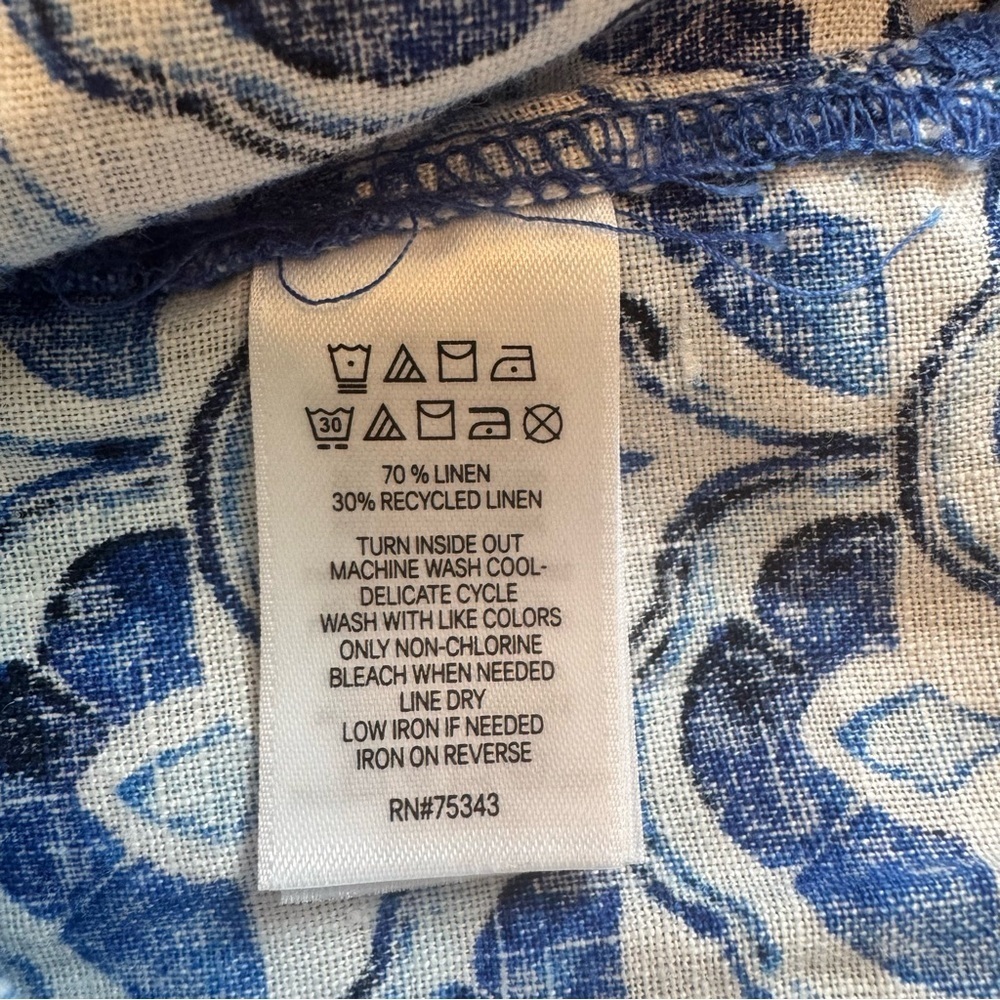 30
70 % LINEN
30% RECYCLED LINEN
TURN INSIDE OUT
MACHINE WASH COOL-
DELICATE CYCLE
WASH WITH LIKE COLORS
ONLY NON-CHLORINE
BLEACH WHEN NEEDED
LINE DRY
LOW IRON IF NEEDED
IRON ON REVERSE
RN#75343